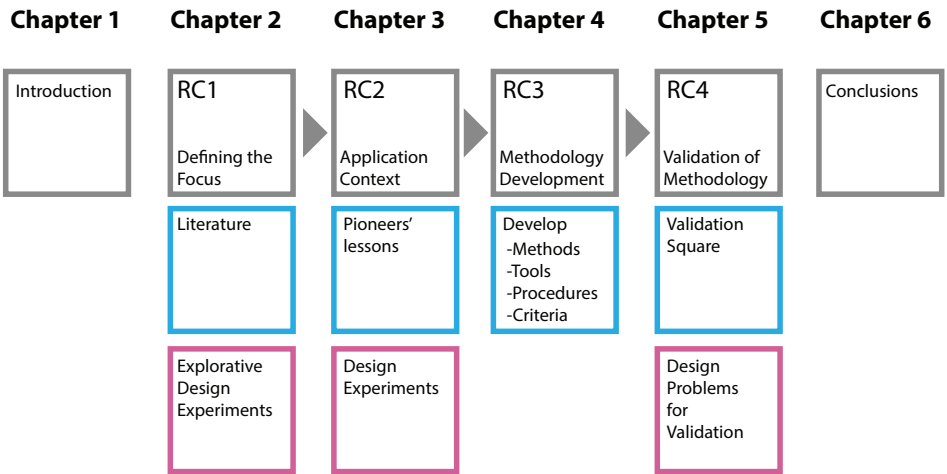 Chapter 1
Chapter 2
Chapter 3
Chapter 4
Chapter 5
Chapter 6
Introduction
RC1
Defining the
Focus
RC2
Application
Context
RC3
Methodology
Development
RC4
Validation of
Methodology
Conclusions
Literature
Pioneers'
lessons
Develop
-Methods
-Tools
-Procedures
-Criteria
Validation
Square
Explorative
Design
Experiments
Design
Experiments
Design
Problems
for
Validation